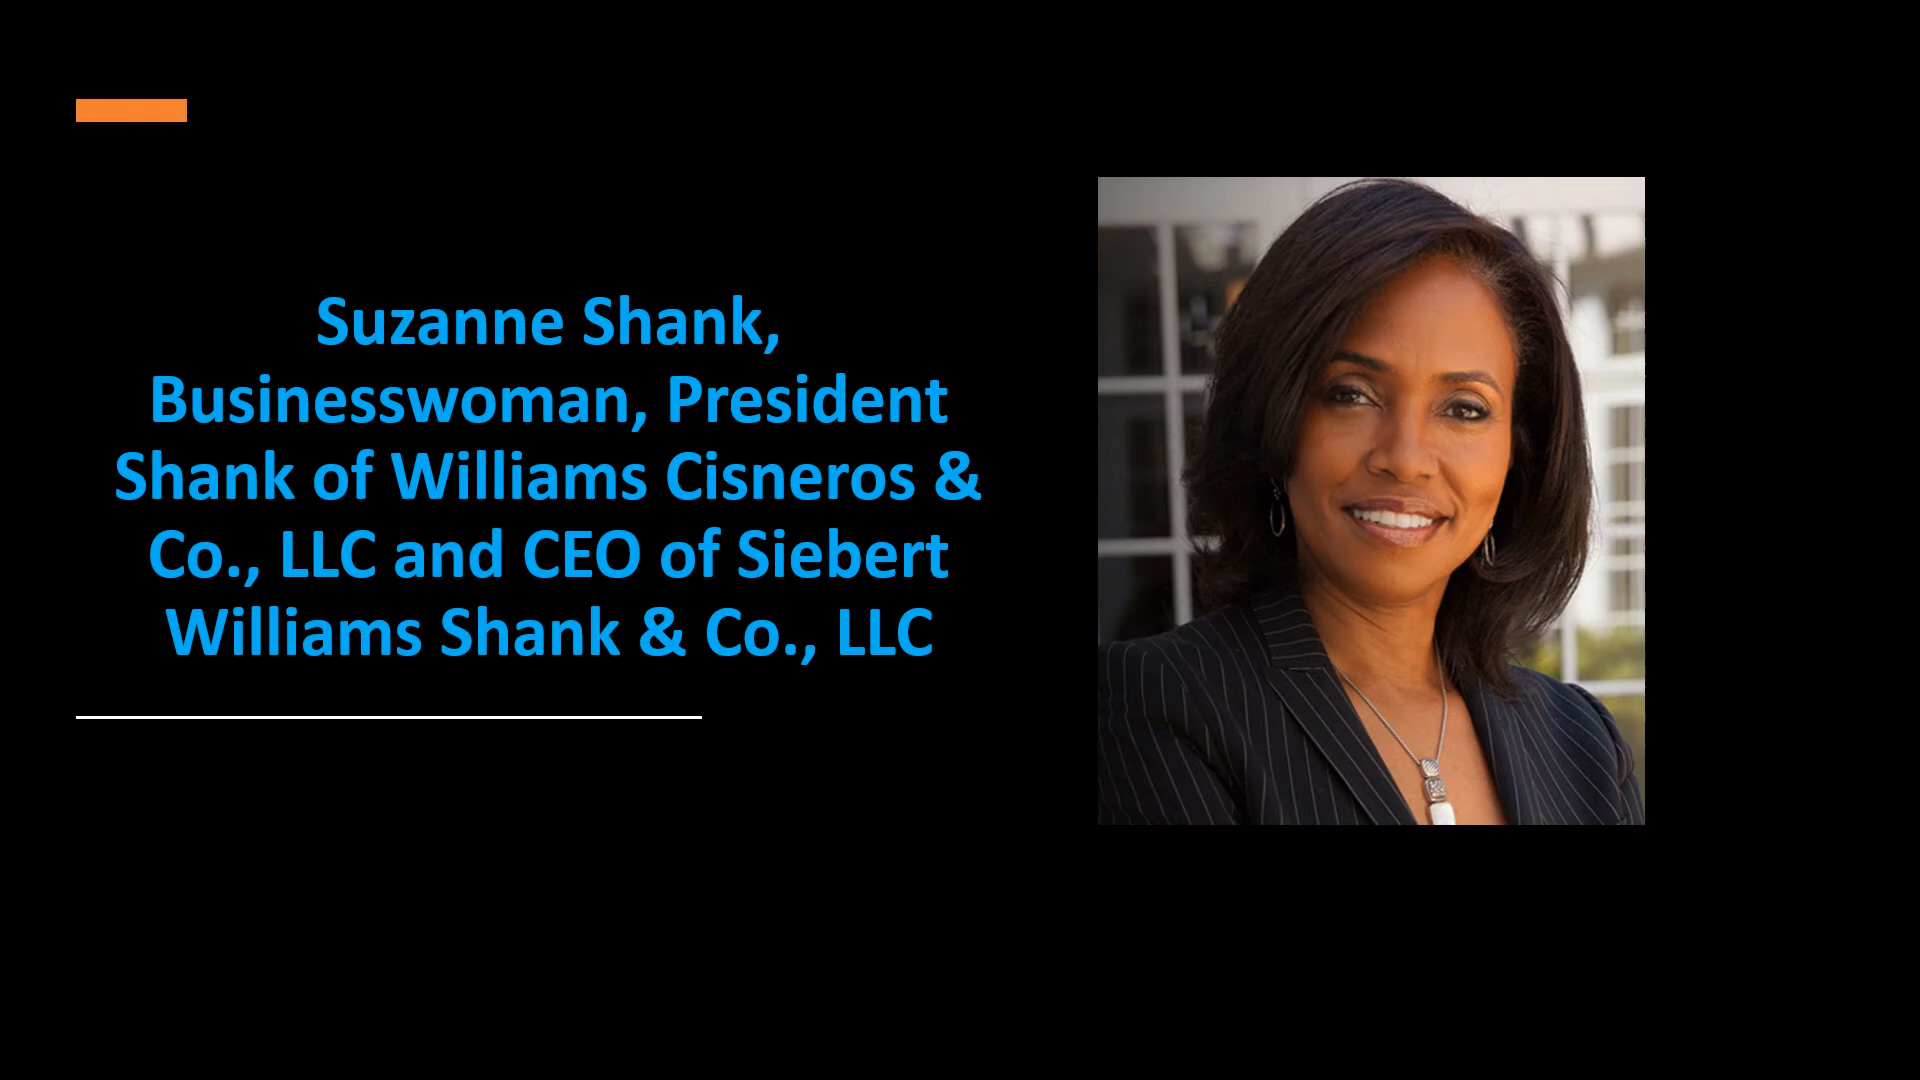 Suzanne Shank,
Businesswoman, President
Shank of Williams Cisneros &
Co., LLC and CEO of Siebert
Williams Shank & Co., LLC